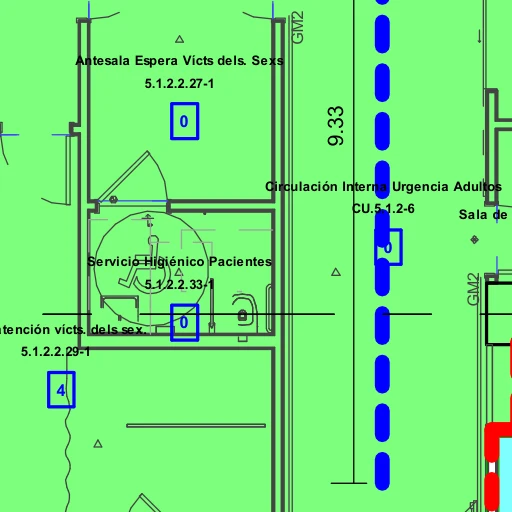 GM2
Antesala Espera Vícts dels. Sexs
5.1.2.2.27-1
0
9.33
Circulación Interna Urgencia Adultos
CU.5.1.2-6
Sala de
0
Servicio Higiénico Pacientes
5.1.2.2.33-1
GM2
0
tención vícts. dels sex.
5.1.2.2.29-1
4